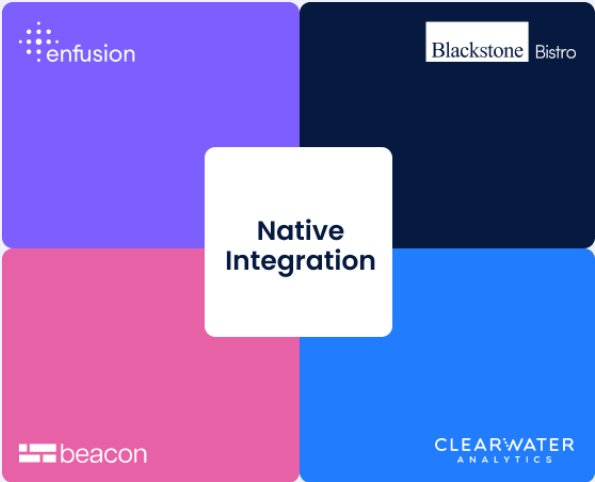 enfusion
Blackstone Bistro
Native
Integration
beacon
CLEARWATER
ANALYTICS